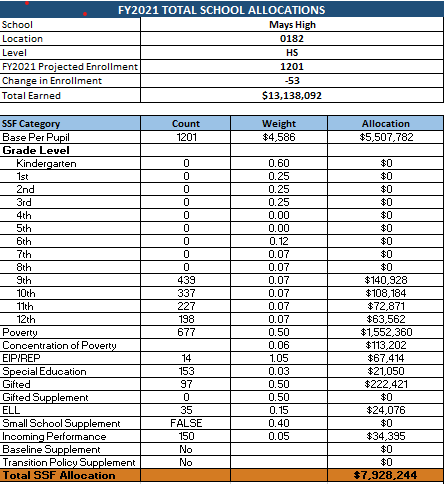 FY2021 TOTAL SCHOOL ALLOCATIONS
School Mays High
Location 0182
Level HS
FY2021 Projected Enrollment 1201
Change in Enrollment -53
Total Earned $13,138,092
SSF Category Count Weight Allocation
Base Per Pupil 1201 $4,586 $5,507,782
Grade Level
Kindergarten 0 0.60 $0
1st 0 0.25 $0
2nd 0 0.25 $0
3rd 0 0.25 $0
4th 0 0.00 $0
5th 0 0.00 $0
6th 0 0.12 $0
7th 0 0.07 $0
8th 0 0.07 $0
9th 439 0.07 $140,928
10th 337 0.07 $108,184
11th 227 0.07 $72,871
12th 198 0.07 $63,562
Poverty 677 0.50 $1,552,360
Concentration of Poverty 0.06 $113,202
EIP/REP 14 1.05 $67,414
Special Education 153 0.03 $21,050
Gifted 97 0.50 $222,421
Gifted Supplement 0 0.50 $0
ELL 35 0.15 $24,076
Small School Supplement FALSE 0.40 $0
Incoming Performance 150 0.05 $34,395
Baseline Supplement No $0
Transition Policy Supplement No $0
Total SSF Allocation $7,928,244